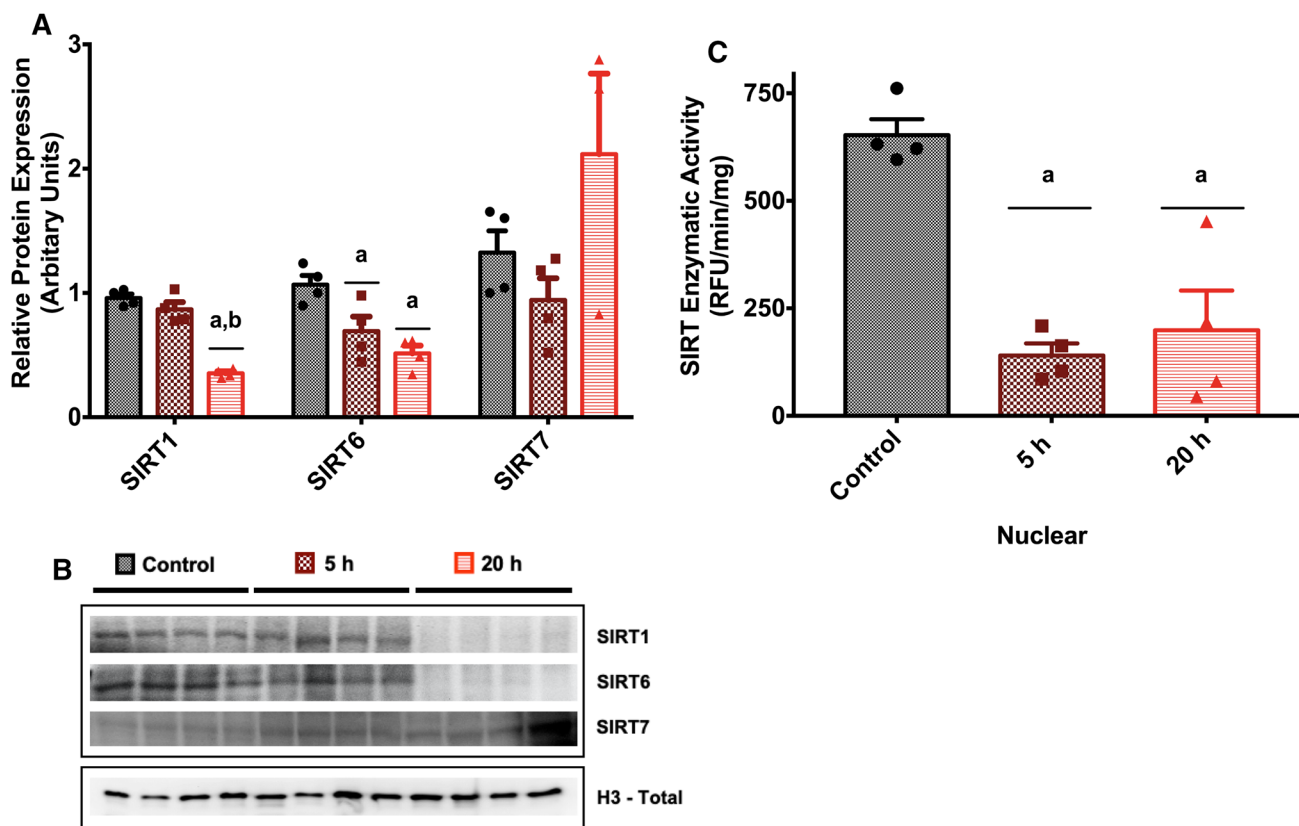 A
Relative Protein Expression
(Arbitary Units)
3
2
1
0
a,b
a
a
SIRT1
SIRT6
SIRT7
C
SIRT Enzymatic Activity
(RFU/min/mg)
750
500
250
0
a
a
Control
5 h
20 h
Nuclear
B
Control
5 h
20 h
SIRT1
SIRT6
SIRT7
H3 - Total